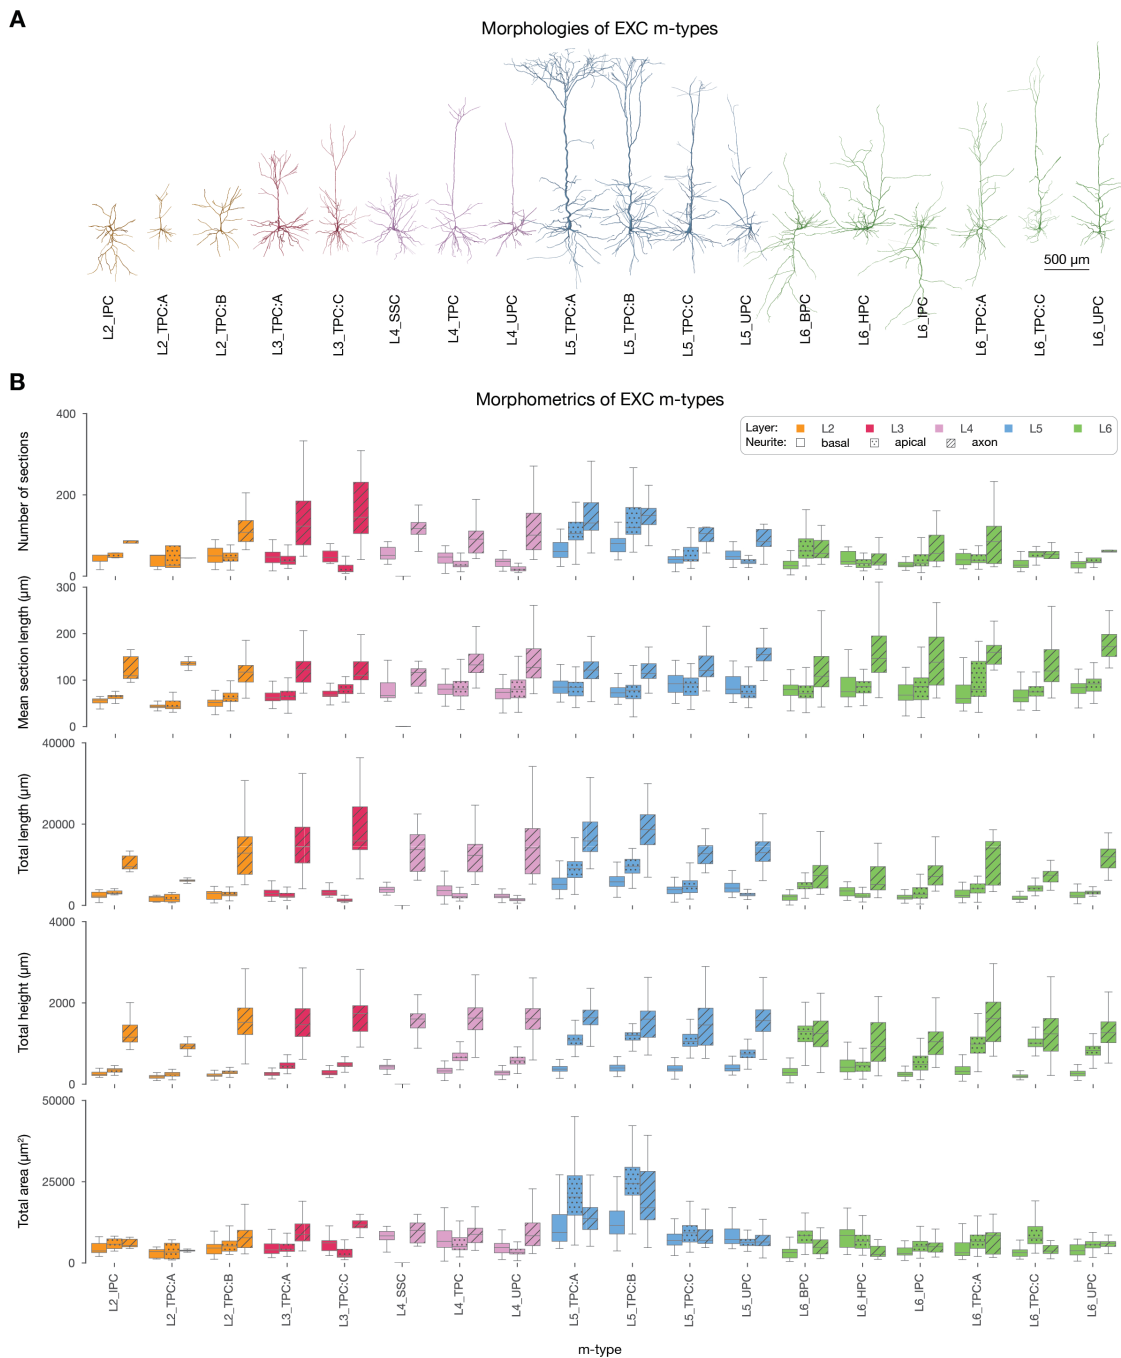 A
Morphologies of EXC m-types
500 µm
L2_IPC
L2_TPC:A
L2_TPC:B
L3_TPC:A
L3_TPC:C
L4_SSC
L4_TPC
L4_UPC
L5_TPC:A
L5_TPC:B
L5_TPC:C
L5_UPC
L6_BPC
L6_HPC
L6_IPC
L6_TPC:A
L6_TPC:C
L6_UPC
B
Morphometrics of EXC m-types
Layer: L2 L3 L4 L5 L6
Neurite: basal apical axon
Number of sections
400
200
0
Mean section length (µm)
300
200
100
0
Total length (µm)
40000
20000
0
Total height (µm)
4000
2000
0
Total area (µm²)
50000
25000
0
L2_IPC
L2_TPC:A
L2_TPC:B
L3_TPC:A
L3_TPC:C
L4_SSC
L4_TPC
L4_UPC
L5_TPC:A
L5_TPC:B
L5_TPC:C
L5_UPC
L6_BPC
L6_HPC
L6_IPC
L6_TPC:A
L6_TPC:C
L6_UPC
m-type